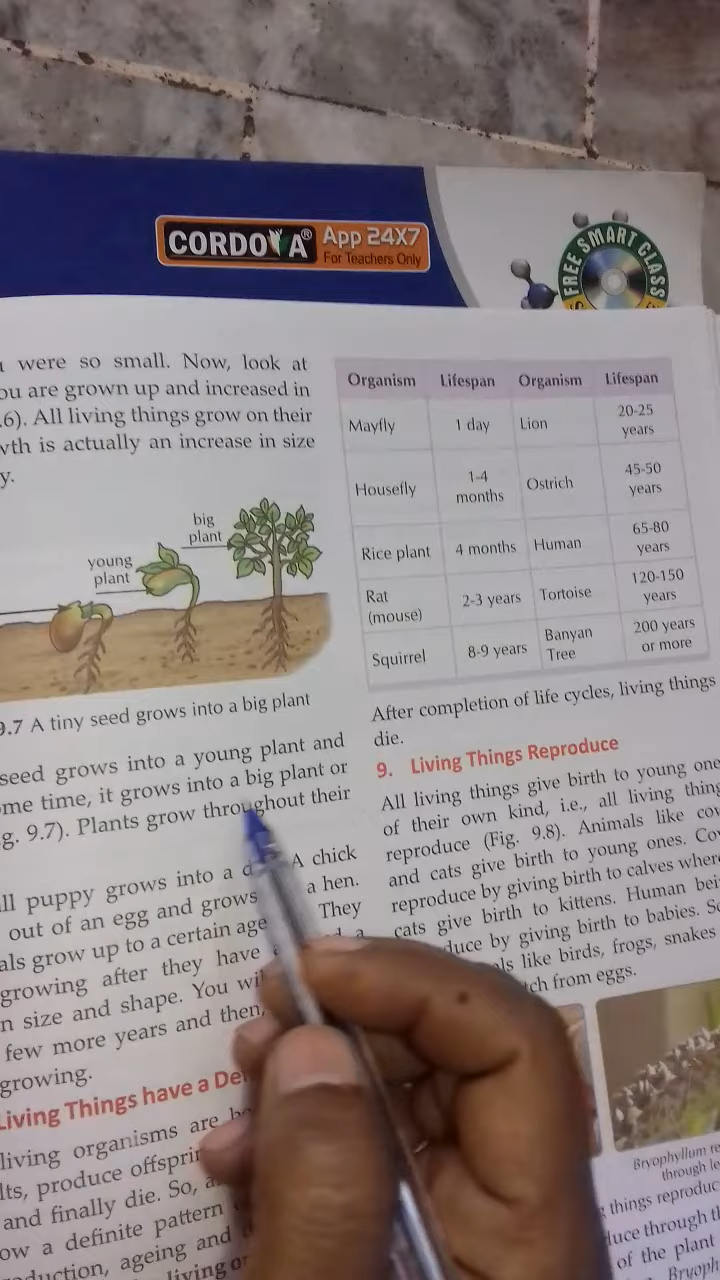 CORDOVA® App 24X7
For Teachers Only
FREE SMART CLASS
were so small. Now, look at
ou are grown up and increased in
.6). All living things grow on their
wth is actually an increase in size
y.
big
plant
young
plant
9.7 A tiny seed grows into a big plant
seed grows into a young plant and
ome time, it grows into a big plant or
g. 9.7). Plants grow throughout their
ll puppy grows into a d A chick
out of an egg and grows a hen.
als grow up to a certain age They
growing after they have a
n size and shape. You wil
few more years and then,
growing.
Living Things have a De
living organisms are
lts, produce offsprin
and finally die. So, a
ow a definite pattern
duction, ageing and
living or
Organism Lifespan Organism Lifespan
Mayfly 1 day Lion 20-25 years
Housefly 1-4 months Ostrich 45-50 years
Rice plant 4 months Human 65-80 years
Rat (mouse) 2-3 years Tortoise 120-150 years
Squirrel 8-9 years Banyan Tree 200 years or more
After completion of life cycles, living things
die.
9. Living Things Reproduce
All living things give birth to young one
of their own kind, i.e., all living thing
reproduce (Fig. 9.8). Animals like cow
and cats give birth to young ones. Co
reproduce by giving birth to calves where
cats give birth to kittens. Human bei
duce by giving birth to babies. So
ls like birds, frogs, snakes
tch from eggs.
Bryophyllum re
through le
things reproduc
duce through th
of the plant
Bryoph